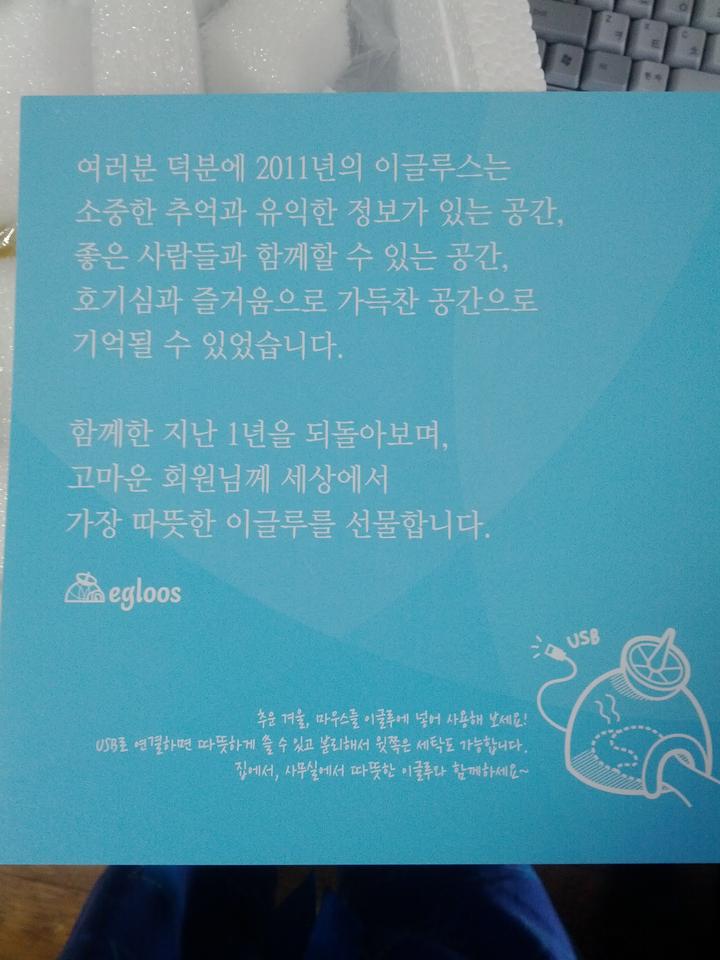 여러분 덕분에 2011년의 이글루스는
소중한 추억과 유익한 정보가 있는 공간,
좋은 사람들과 함께할 수 있는 공간,
호기심과 즐거움으로 가득찬 공간으로
기억될 수 있었습니다.
함께한 지난 1년을 되돌아보며,
고마운 회원님께 세상에서
가장 따뜻한 이글루를 선물합니다.
egloos
USB
추운 겨울, 마우스를 이글루에 넣어 사용해 보세요!
USB로 연결하면 따뜻하게 쓸 수 있고 분리해서 윗쪽은 세탁도 가능합니다.
집에서, 사무실에서 따뜻한 이글루와 함께하세요~